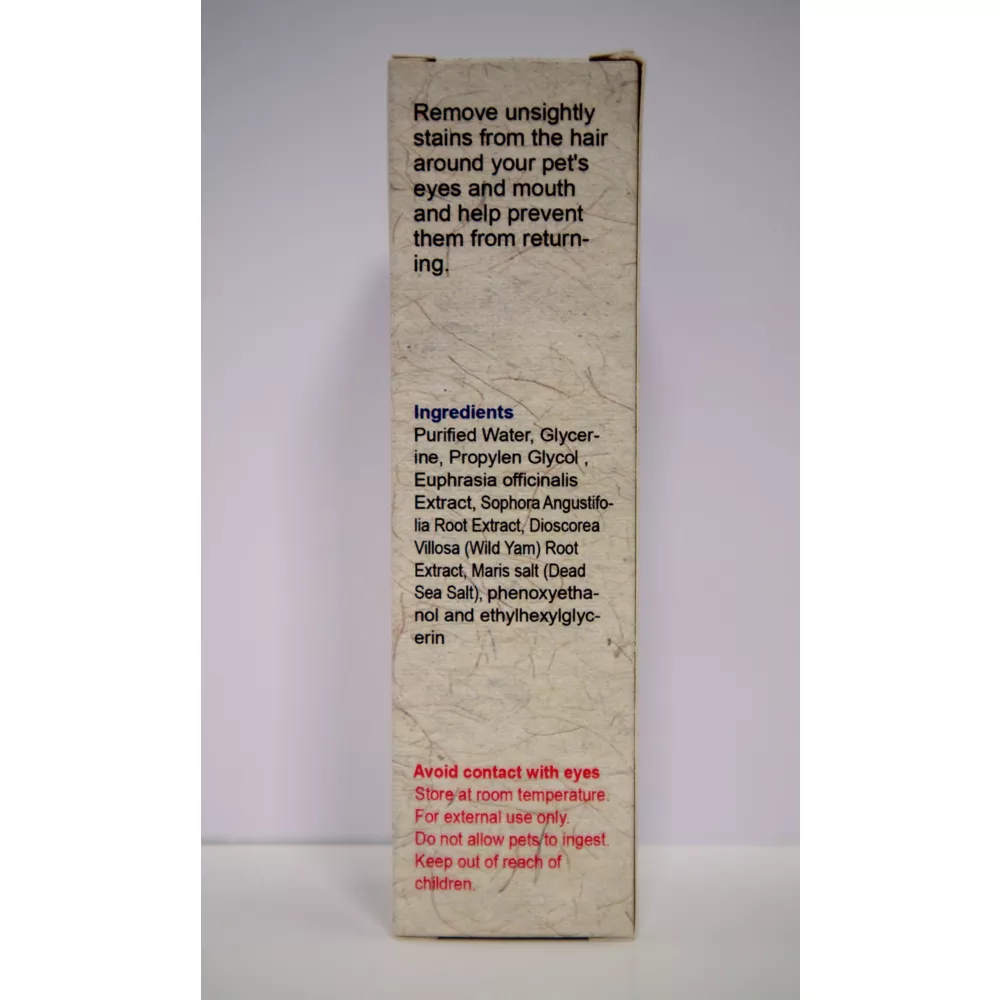 Remove unsightly
stains from the hair
around your pet's
eyes and mouth
and help prevent
them from return-
ing.
Ingredients
Purified Water, Glycer-
ine, Propylen Glycol ,
Euphrasia officinalis
Extract, Sophora Angustifo-
lia Root Extract, Dioscorea
Villosa (Wild Yam) Root
Extract, Maris salt (Dead
Sea Salt), phenoxyetha-
nol and ethylhexylglyc-
erin
Avoid contact with eyes
Store at room temperature.
For external use only.
Do not allow pets to ingest.
Keep out of reach of
children.